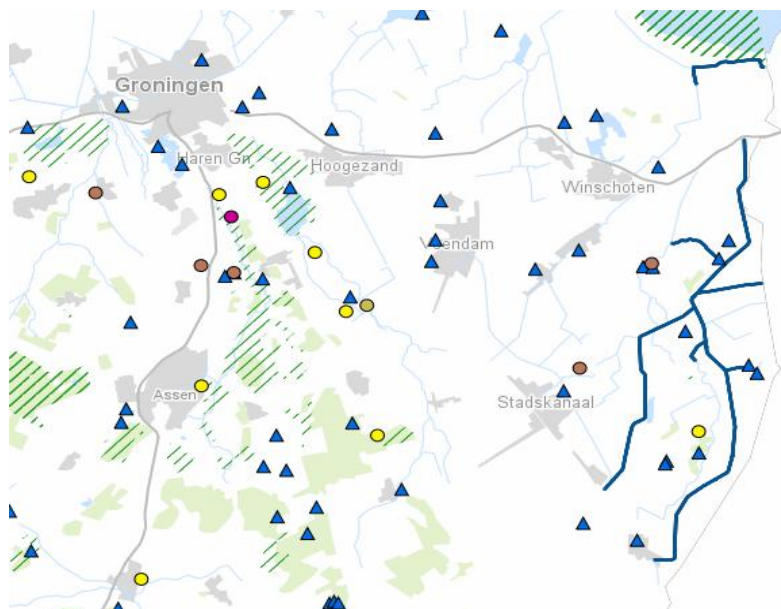 Groningen
Haren Gn
Hoogezand
Winschoten
Veendam
Assen
Stadskanaal